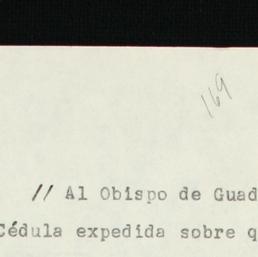 169
// Al Obispo de Guad
Cédula expedida sobre q